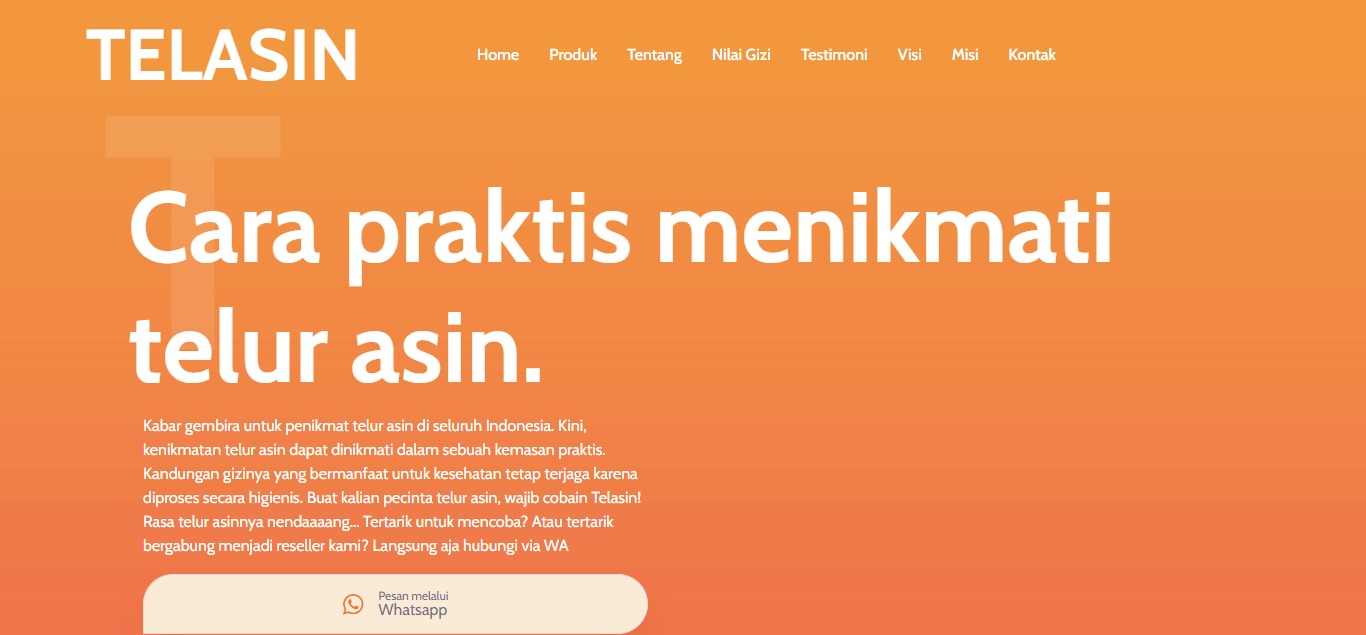 TELASIN
Home Produk Tentang Nilai Gizi Testimoni Visi Misi Kontak
T
Cara praktis menikmati
telur asin.
Kabar gembira untuk penikmat telur asin di seluruh Indonesia. Kini,
kenikmatan telur asin dapat dinikmati dalam sebuah kemasan praktis.
Kandungan gizinya yang bermanfaat untuk kesehatan tetap terjaga karena
diproses secara higienis. Buat kalian pecinta telur asin, wajib cobain Telasin!
Rasa telur asinnya nendaaaang... Tertarik untuk mencoba? Atau tertarik
bergabung menjadi reseller kami? Langsung aja hubungi via WA
Pesan melalui
Whatsapp